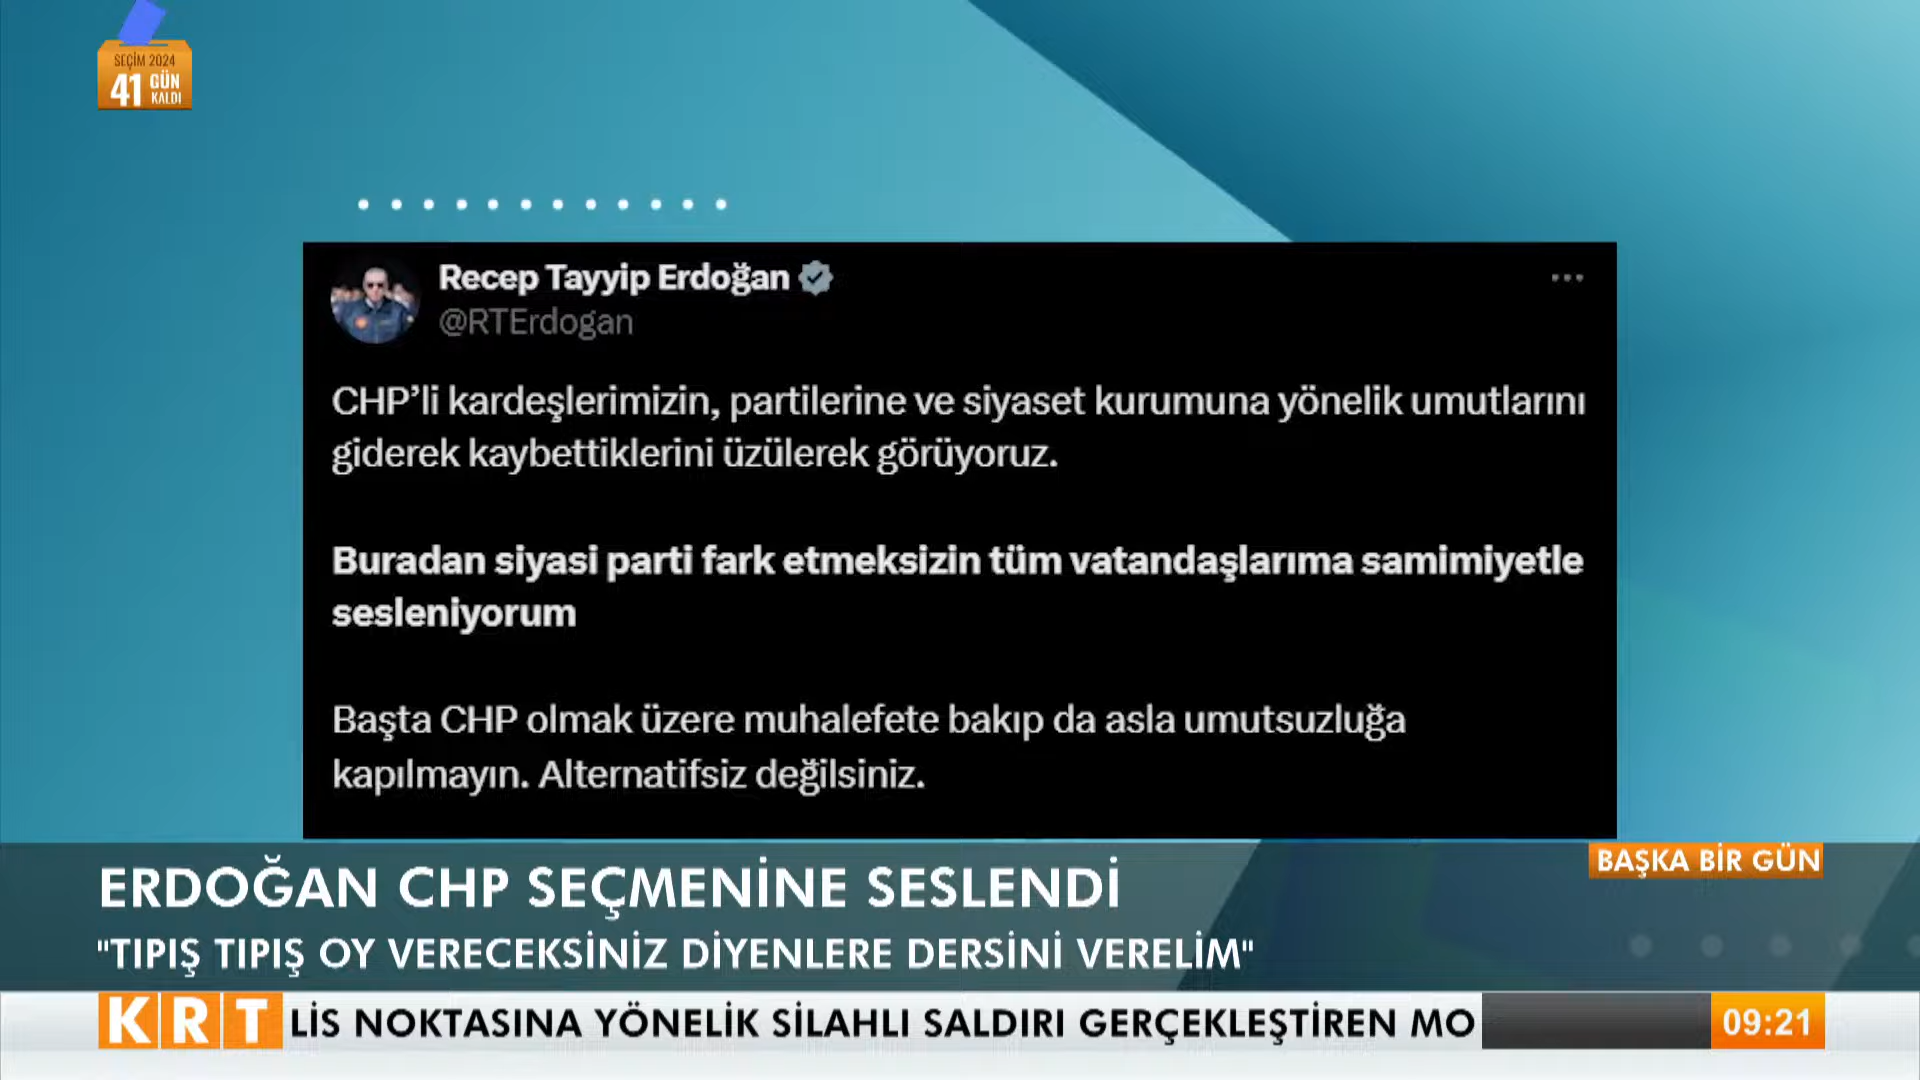 SEÇİM 2024
41 GÜN KALDI
Recep Tayyip Erdoğan
@RTErdogan
CHP’li kardeşlerimizin, partilerine ve siyaset kurumuna yönelik umutlarını
giderek kaybettiklerini üzülerek görüyoruz.
Buradan siyasi parti fark etmeksizin tüm vatandaşlarıma samimiyetle
sesleniyorum
Başta CHP olmak üzere muhalefete bakıp da asla umutsuzluğa
kapılmayın. Alternatifsiz değilsiniz.
BAŞKA BİR GÜN
ERDOĞAN CHP SEÇMENİNE SESLENDİ
"TIPIŞ TIPIŞ OY VERECEKSİNİZ DİYENLERE DERSİNİ VERELİM"
KRT LİS NOKTASINA YÖNELİK SİLAHLI SALDIRI GERÇEKLEŞTİREN MO 09:21